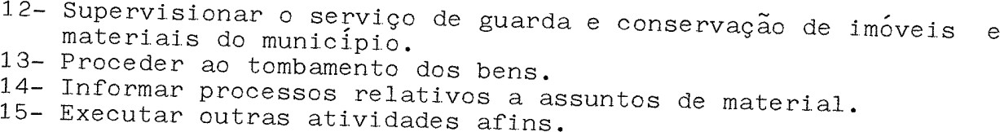 12- Supervisionar o serviço de guarda e conservação de imóveis e
materiais do município.
13- Proceder ao tombamento dos bens.
14- Informar processos relativos a assuntos de material.
15- Executar outras atividades afins.